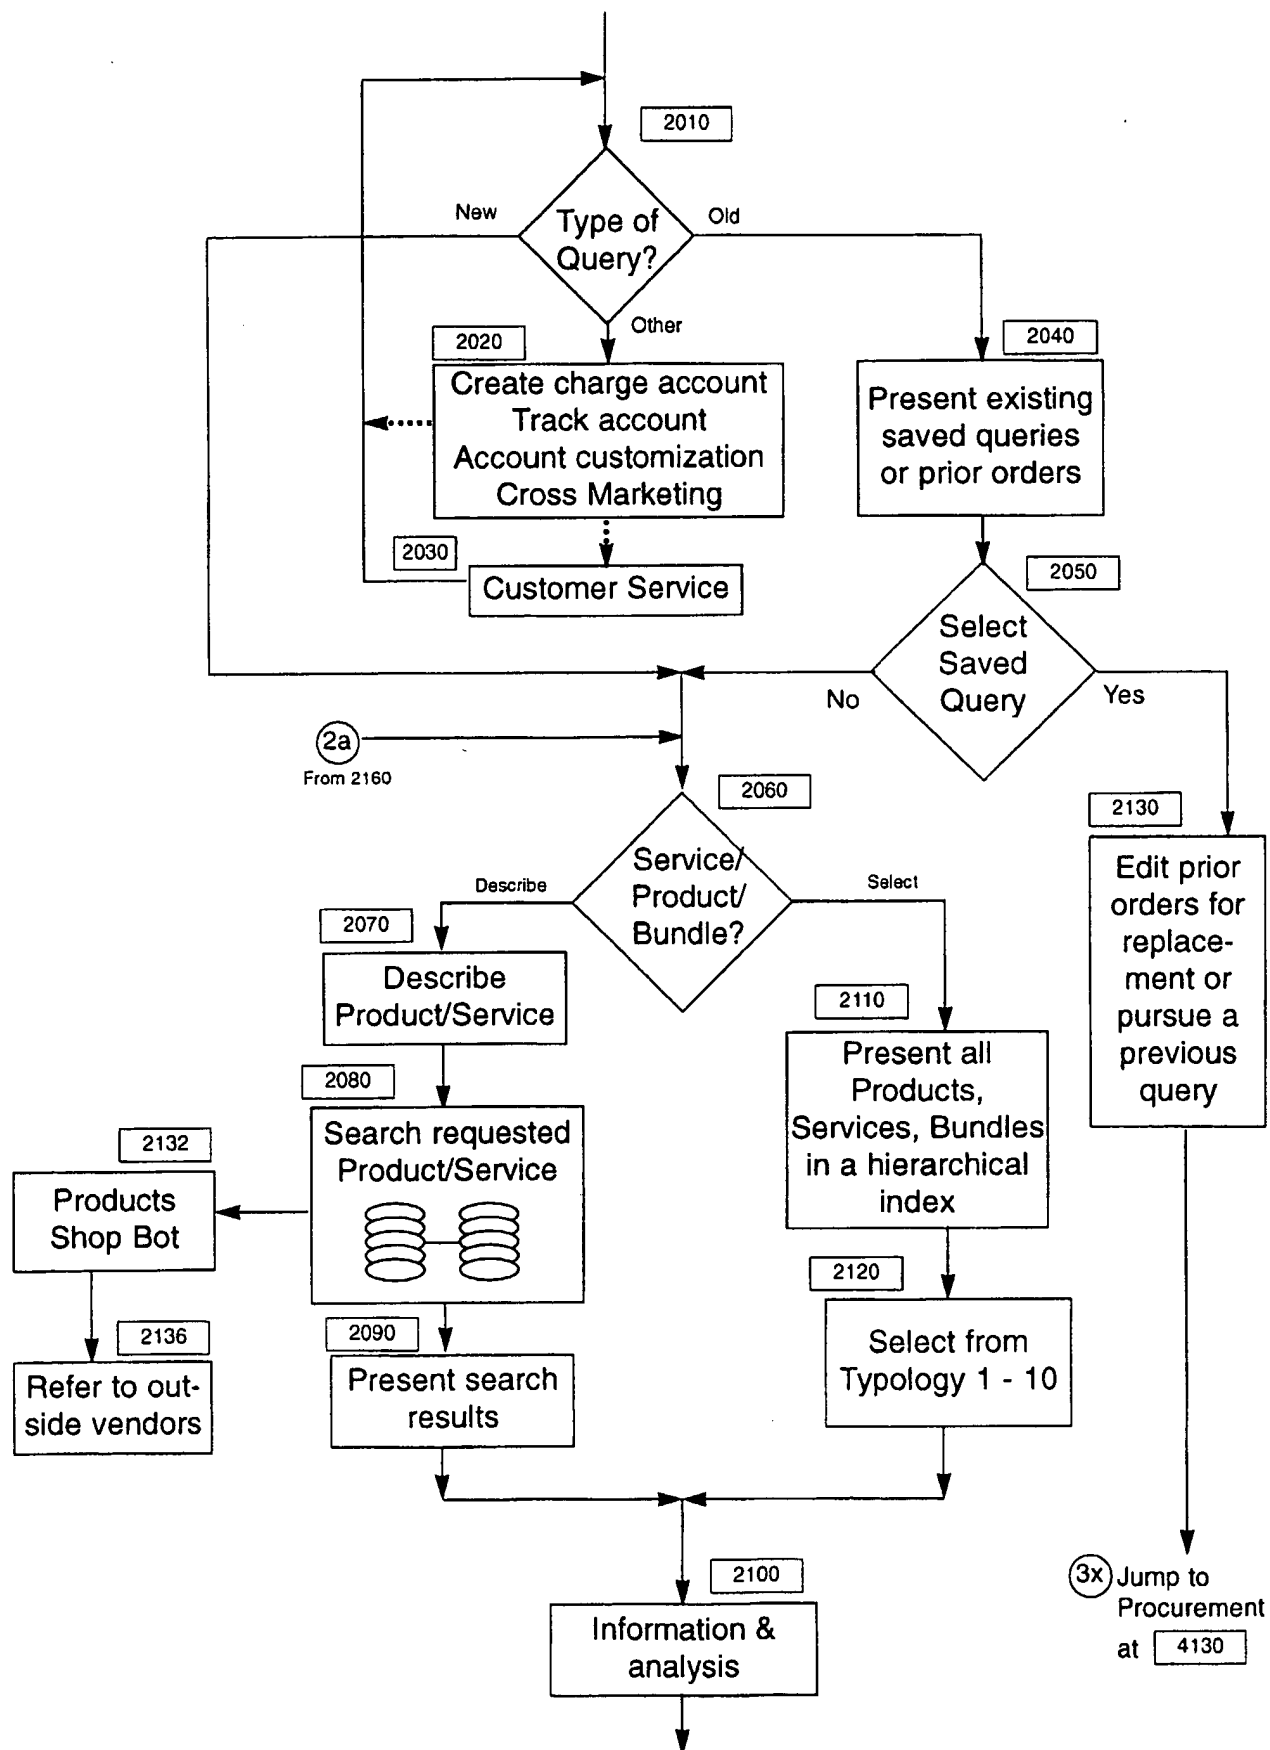 2010
New
Type of
Query?
Old
Other
2020
Create charge account
Track account
Account customization
Cross Marketing
2040
Present existing
saved queries
or prior orders
2030
Customer Service
2050
Select
Saved
Query
No
Yes
2a
From 2160
2060
Service/
Product/
Bundle?
Describe
Select
2070
Describe
Product/Service
2130
Edit prior
orders for
replace-
ment or
pursue a
previous
query
2080
Search requested
Product/Service
2110
Present all
Products,
Services, Bundles
in a hierarchical
index
2132
Products
Shop Bot
2120
Select from
Typology 1 - 10
2136
Refer to out-
side vendors
2090
Present search
results
2100
Information &
analysis
3x Jump to
Procurement
at 4130